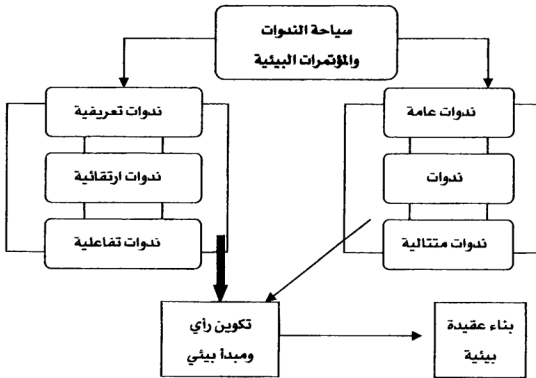 سياحة الندوات
والمؤتمرات البيئية
ندوات عامة
ندوات تعريفية
ندوات
ندوات ارتقائية
ندوات متتالية
ندوات تفاعلية
تكوين رأي
ومبدأ بيئي
بناء عقيدة
بيئية